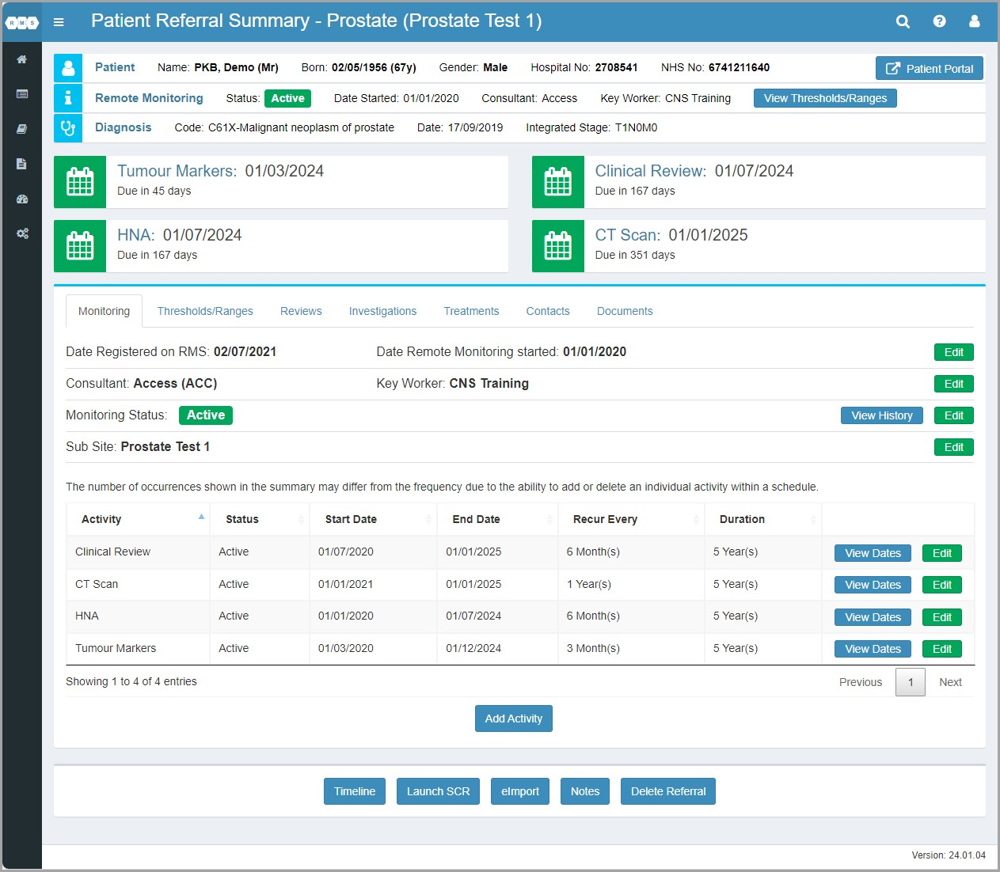 RMS Patient Referral Summary - Prostate (Prostate Test 1)
Patient Name: PKB, Demo (Mr) Born: 02/05/1956 (67y) Gender: Male Hospital No: 2708541 NHS No: 6741211640 Patient Portal
Remote Monitoring Status: Active Date Started: 01/01/2020 Consultant: Access Key Worker: CNS Training View Thresholds/Ranges
Diagnosis Code: C61X-Malignant neoplasm of prostate Date: 17/09/2019 Integrated Stage: T1N0M0
Tumour Markers: 01/03/2024
Due in 45 days
Clinical Review: 01/07/2024
Due in 167 days
HNA: 01/07/2024
Due in 167 days
CT Scan: 01/01/2025
Due in 351 days
Monitoring Thresholds/Ranges Reviews Investigations Treatments Contacts Documents
Date Registered on RMS: 02/07/2021 Date Remote Monitoring started: 01/01/2020 Edit
Consultant: Access (ACC) Key Worker: CNS Training Edit
Monitoring Status: Active View History Edit
Sub Site: Prostate Test 1 Edit
The number of occurrences shown in the summary may differ from the frequency due to the ability to add or delete an individual activity within a schedule.
Activity Status Start Date End Date Recur Every Duration
Clinical Review Active 01/07/2020 01/01/2025 6 Month(s) 5 Year(s) View Dates Edit
CT Scan Active 01/01/2021 01/01/2025 1 Year(s) 5 Year(s) View Dates Edit
HNA Active 01/01/2020 01/07/2024 6 Month(s) 5 Year(s) View Dates Edit
Tumour Markers Active 01/03/2020 01/12/2024 3 Month(s) 5 Year(s) View Dates Edit
Showing 1 to 4 of 4 entries Previous 1 Next
Add Activity
Timeline Launch SCR eImport Notes Delete Referral
Version: 24.01.04